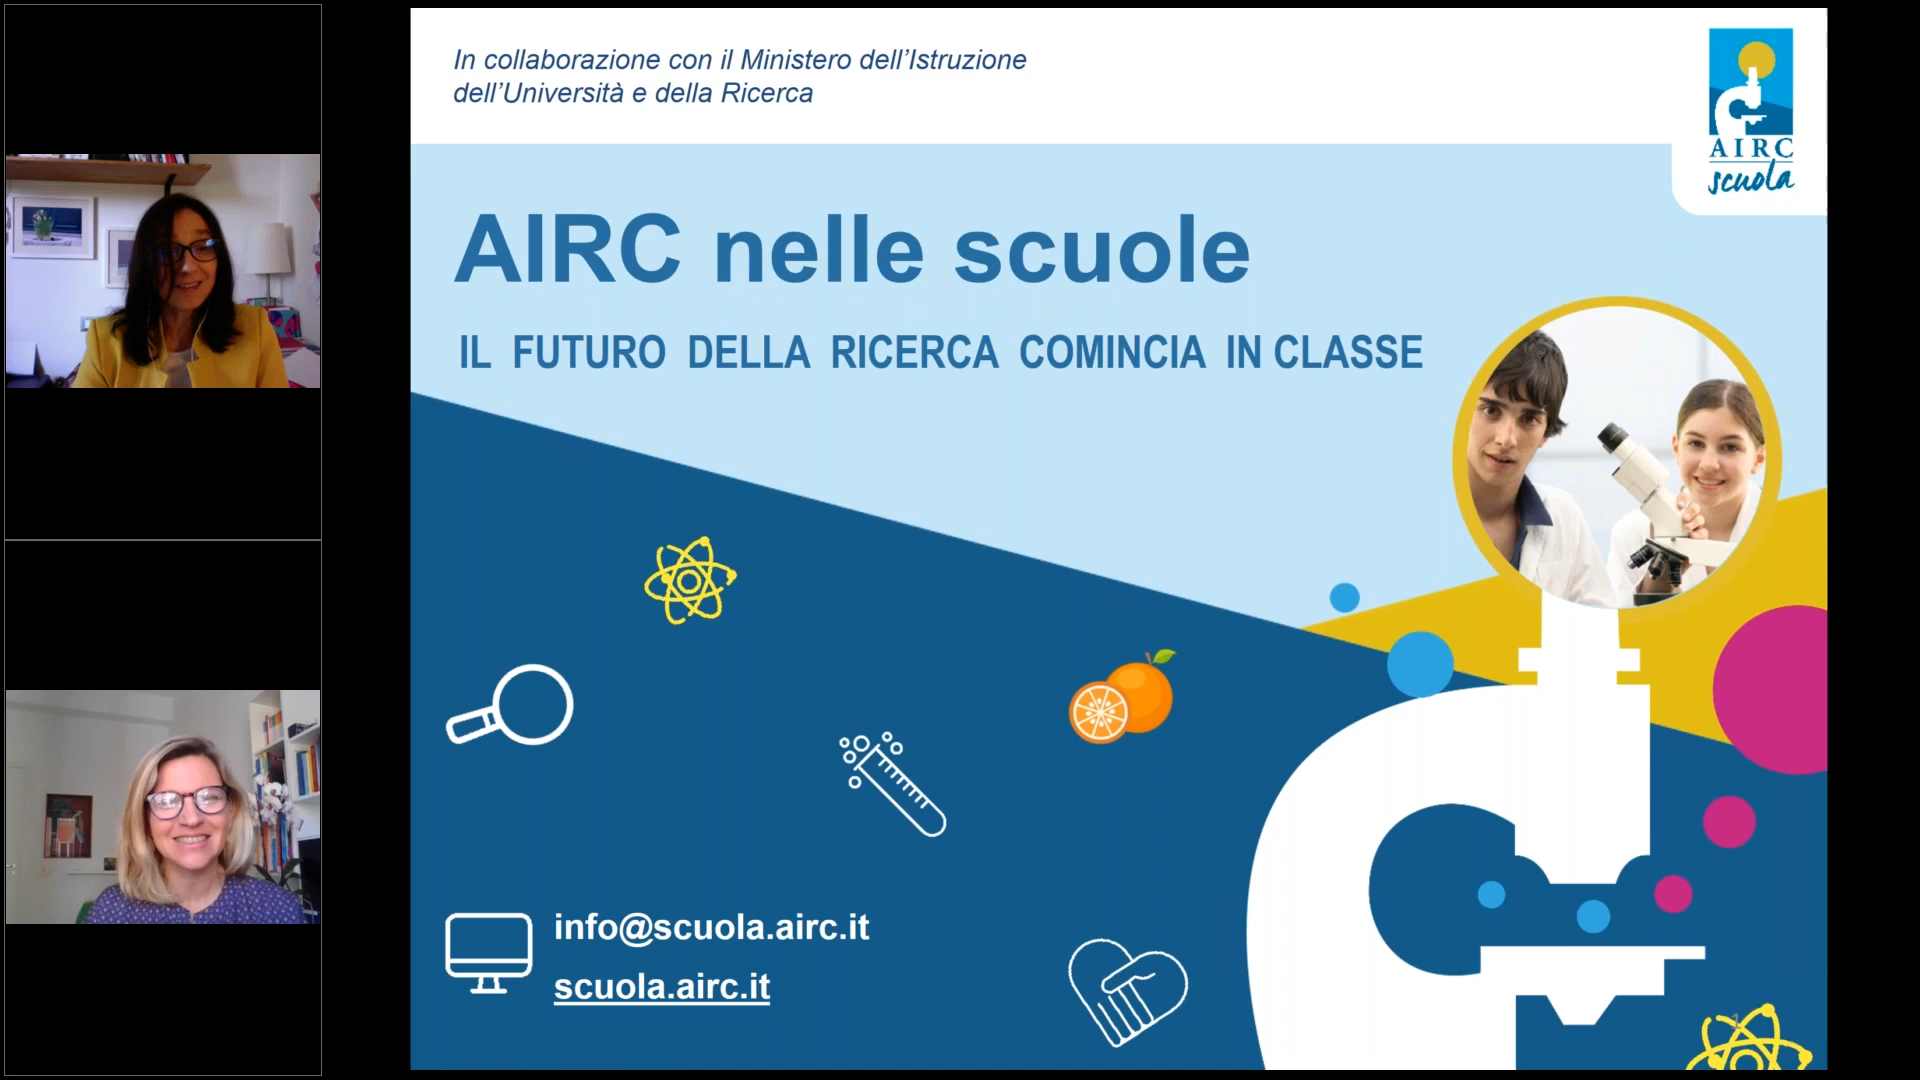 In collaborazione con il Ministero dell'Istruzione
dell'Università e della Ricerca
AIRC
scuola
AIRC nelle scuole
IL FUTURO DELLA RICERCA COMINCIA IN CLASSE
info@scuola.airc.it
scuola.airc.it
1